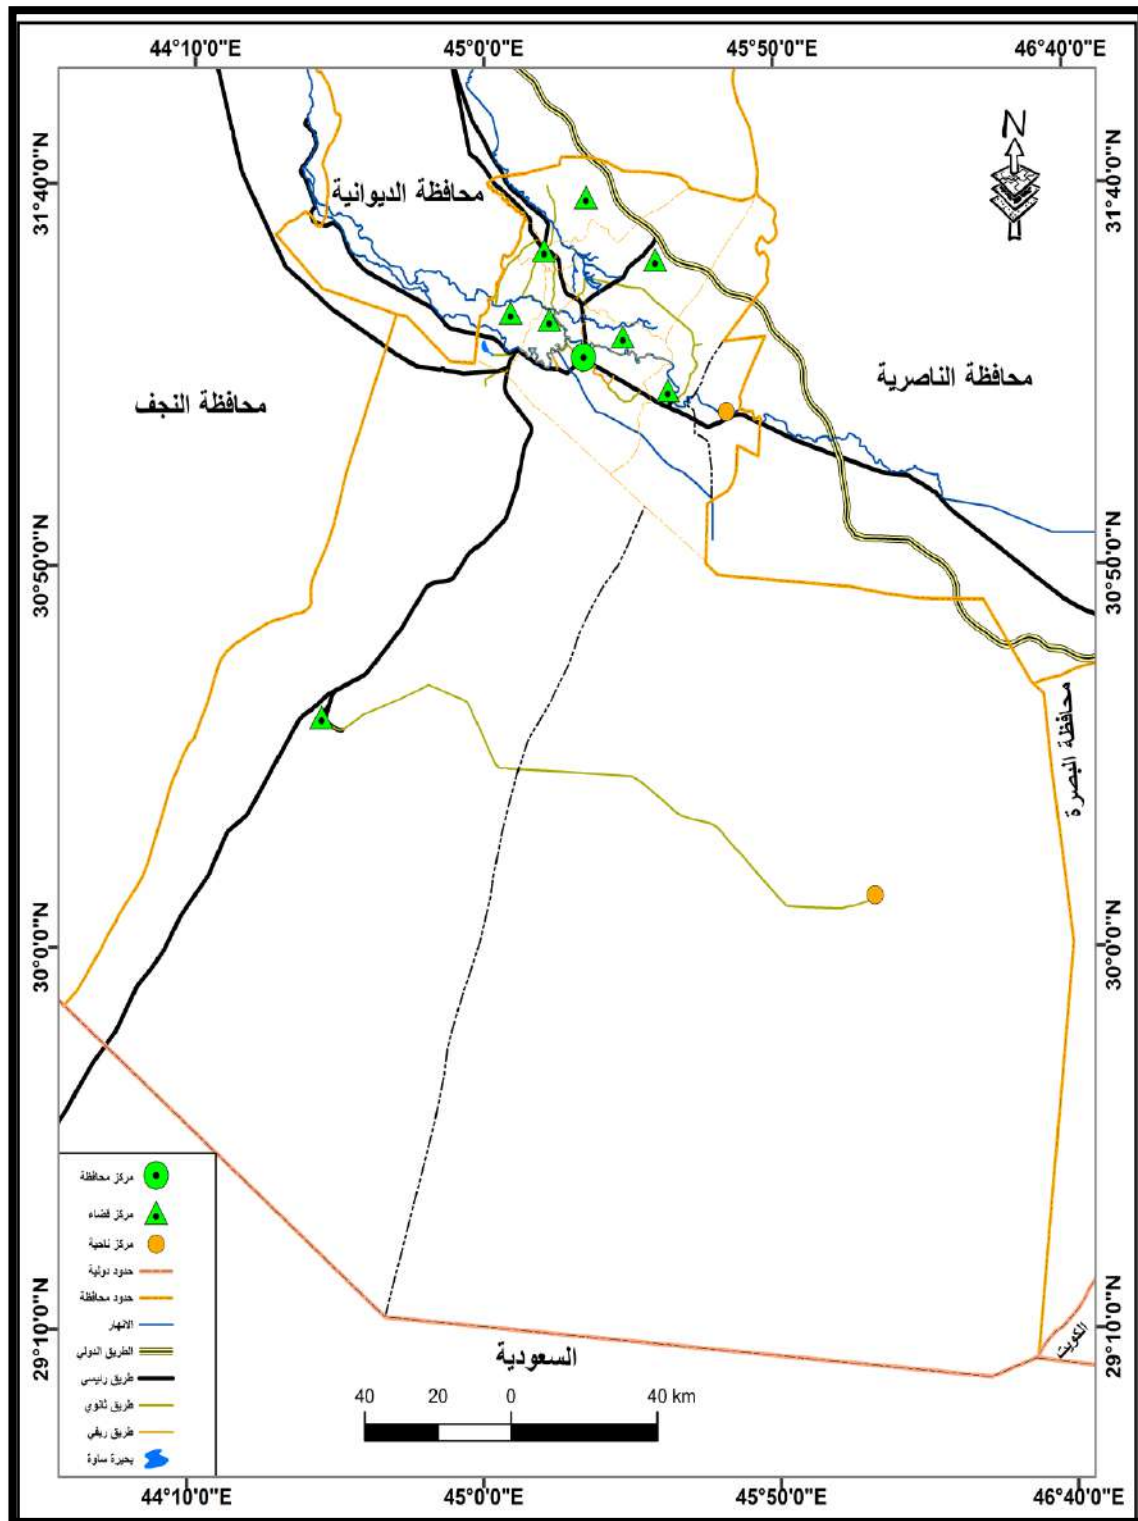 44°10'0"E 45°0'0"E 45°50'0"E 46°40'0"E
N
31°40'0"N
31°40'0"N
محافظة الديوانية
محافظة الناصرية
محافظة النجف
30°50'0"N
30°50'0"N
محافظة البصرة
30°0'0"N
30°0'0"N
مركز محافظة
مركز قضاء
مركز ناحية
حدود دولية
حدود محافظة
الانهار
الطريق الدولي
طريق رئيسي
طريق ثانوي
طريق ريفي
بحيرة ساوة
29°10'0"N
29°10'0"N
الكويت
السعودية
40 20 0 40 km
44°10'0"E 45°0'0"E 45°50'0"E 46°40'0"E